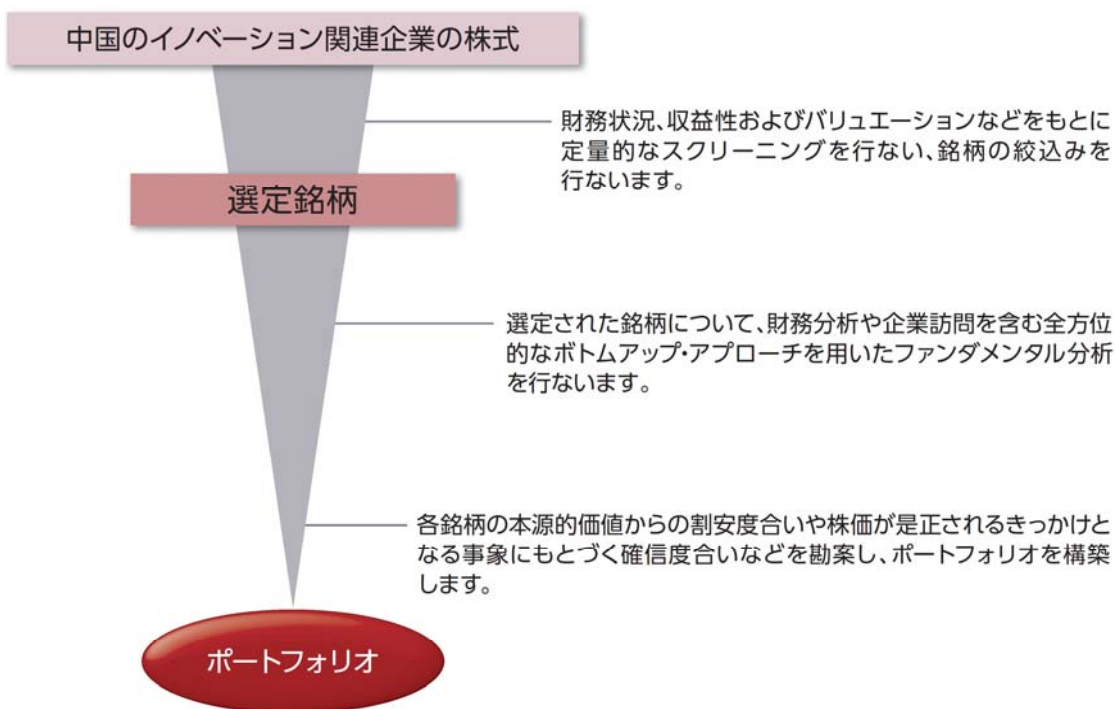 中国のイノベーション関連企業の株式
財務状況、収益性およびバリュエーションなどをもとに
定量的なスクリーニングを行ない、銘柄の絞込みを
行ないます。
選定銘柄
選定された銘柄について、財務分析や企業訪問を含む全方位
的なボトムアップ・アプローチを用いたファンダメンタル分析
を行ないます。
各銘柄の本源的価値からの割安度合いや株価が是正されるきっかけと
なる事象にもとづく確信度合いなどを勘案し、ポートフォリオを構築
します。
ポートフォリオ